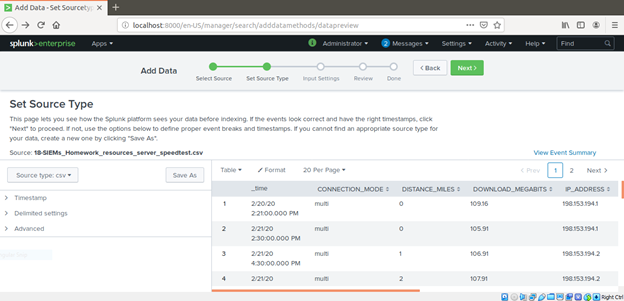 Add Data - Set Sourcetyp
localhost:8000/en-US/manager/search/adddatamethods/datapreview
splunk>enterprise Apps Administrator 2 Messages Settings Activity Help Find
Add Data Select Source Set Source Type Input Settings Review Done < Back Next >
Set Source Type
This page lets you see how the Splunk platform sees your data before indexing. If the events look correct and have the right timestamps, click
"Next" to proceed. If not, use the options below to define proper event breaks and timestamps. If you cannot find an appropriate source type for
your data, create a new one by clicking "Save As".
Source: 18-SIEMs_Homework_resources_server_speedtest.csv View Event Summary
Source type: csv Save As Table Format 20 Per Page < Prev 1 2 Next >
Timestamp
Delimited settings
Advanced
_time CONNECTION_MODE DISTANCE_MILES DOWNLOAD_MEGABITS IP_ADDRESS
1 2/20/20 2:21:00.000 PM multi 0 109.16 198.153.194.1
2 2/21/20 2:30:00.000 PM multi 0 105.91 198.153.194.1
3 2/21/20 4:30:00.000 PM multi 1 106.91 198.153.194.2
4 2/21/20 multi 2 107.91 198.153.194.2
Right Ctrl